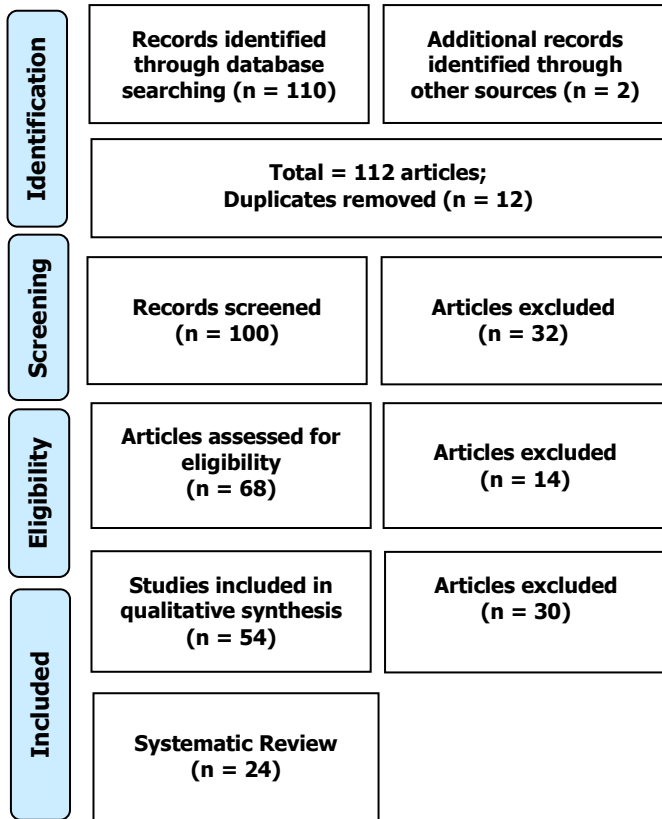 Identification
Records identified
through database
searching (n = 110)
Additional records
identified through
other sources (n = 2)
Total = 112 articles;
Duplicates removed (n = 12)
Screening
Records screened
(n = 100)
Articles excluded
(n = 32)
Eligibility
Articles assessed for
eligibility
(n = 68)
Articles excluded
(n = 14)
Included
Studies included in
qualitative synthesis
(n = 54)
Articles excluded
(n = 30)
Systematic Review
(n = 24)